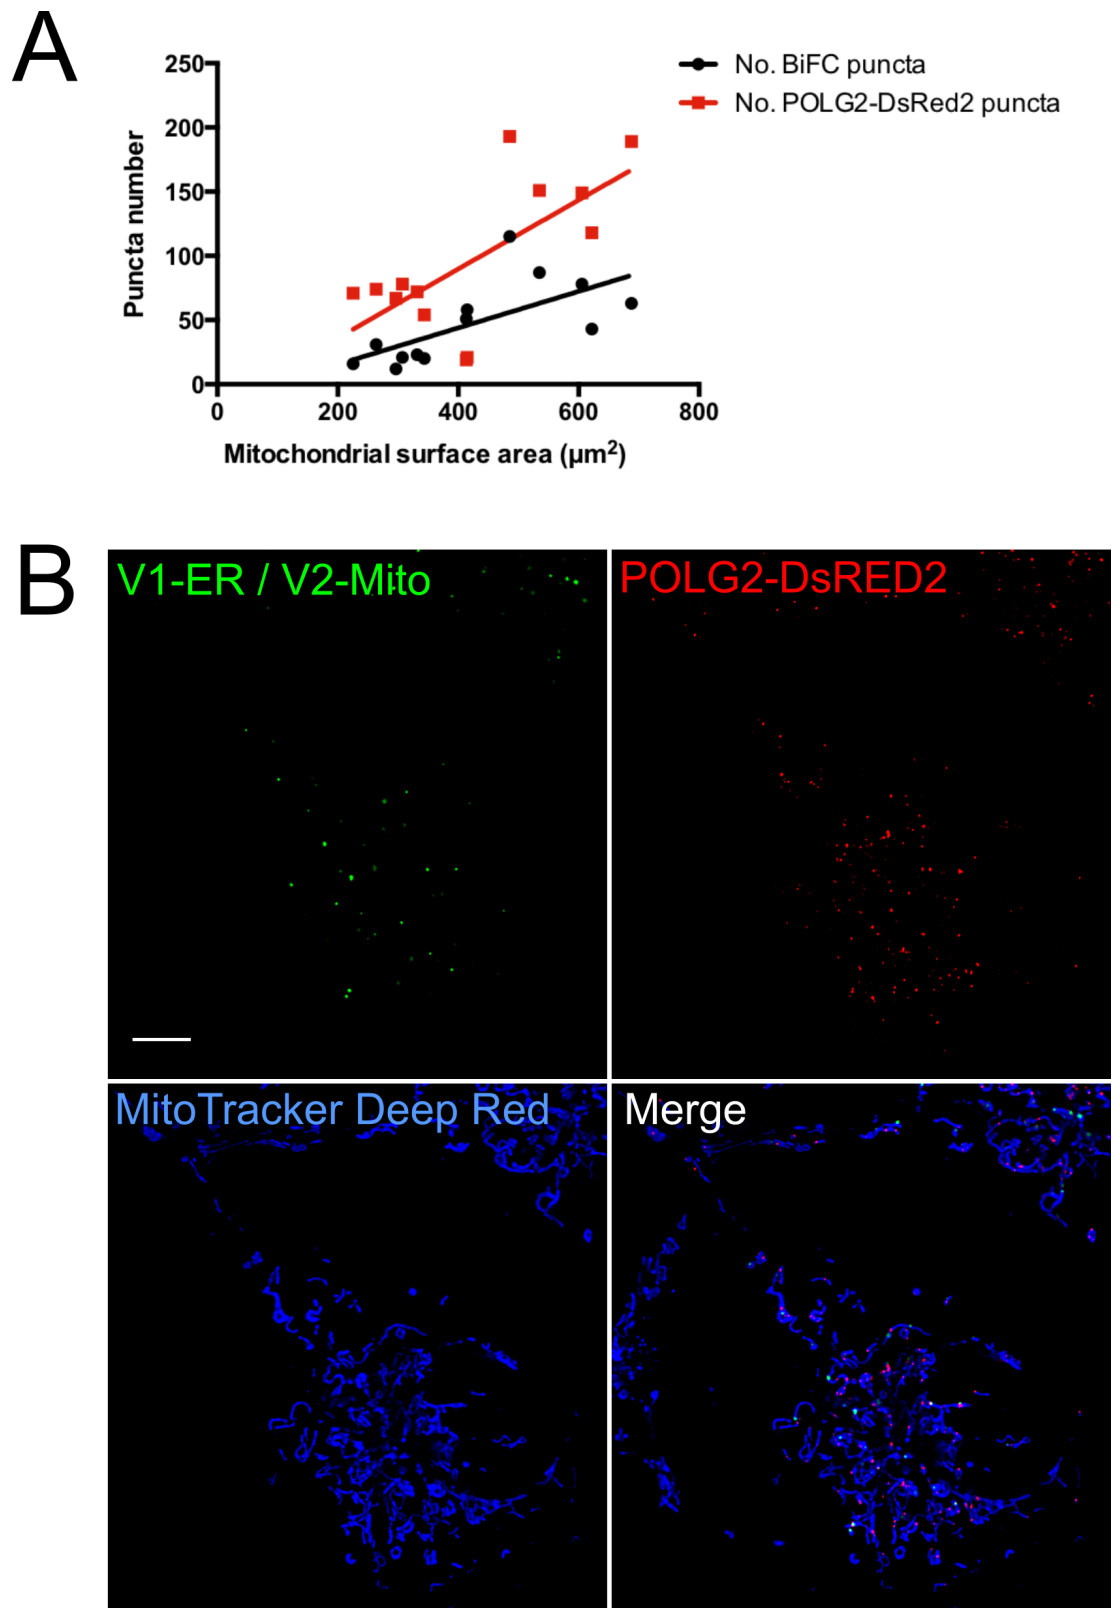 A
250
200
150
100
50
0
Puncta number
0 200 400 600 800
Mitochondrial surface area (µm²)
No. BiFC puncta
No. POLG2-DsRed2 puncta
B
V1-ER / V2-Mito
POLG2-DsRED2
MitoTracker Deep Red
Merge